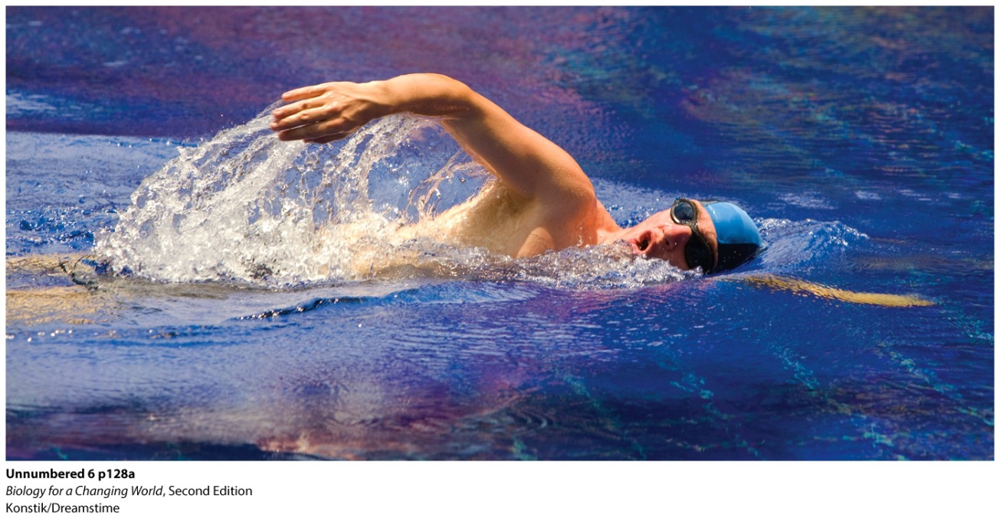 Unnumbered 6 p128a
Biology for a Changing World, Second Edition
Konstik/Dreamstime